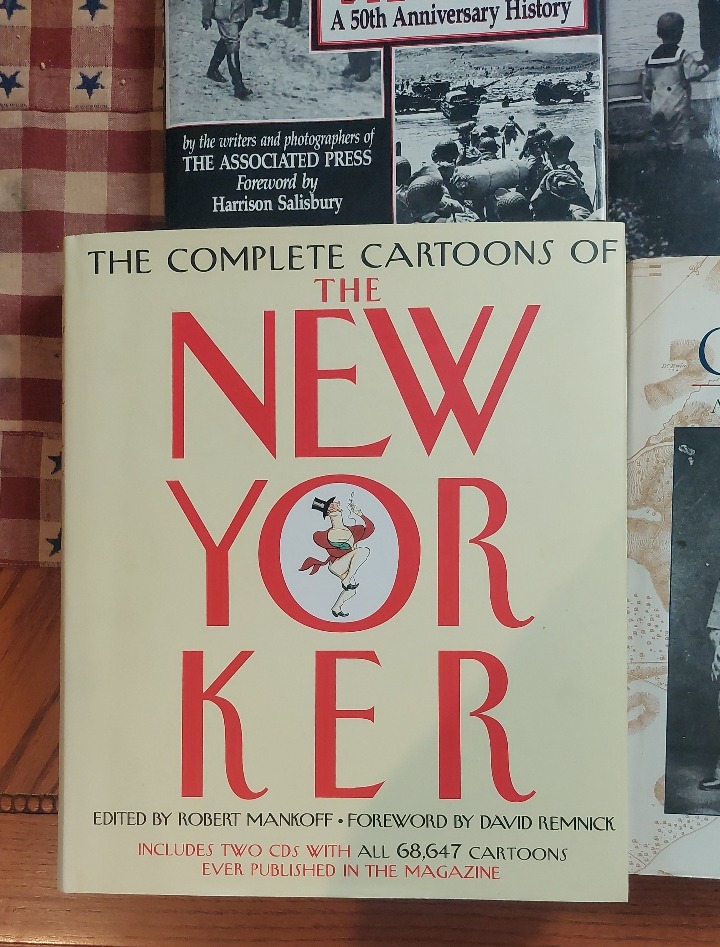 A 50th Anniversary History
by the writers and photographers of
THE ASSOCIATED PRESS
Foreword by
Harrison Salisbury
THE COMPLETE CARTOONS OF
THE
NEW
YOR
KER
EDITED BY ROBERT MANKOFF • FOREWORD BY DAVID REMNICK
INCLUDES TWO CDS WITH ALL 68,647 CARTOONS
EVER PUBLISHED IN THE MAGAZINE